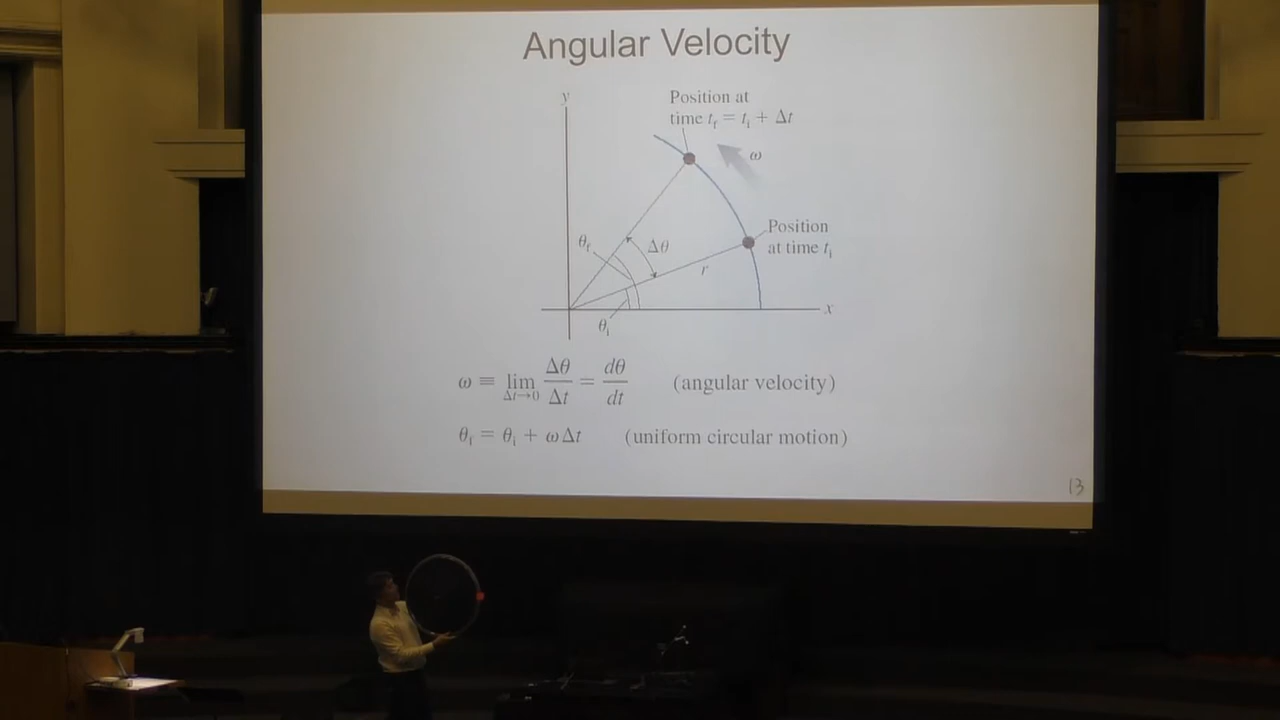 Angular Velocity
y
Position at
time t_f = t_i + Δt
ω
Position
at time t_i
θ_f
Δθ
r
x
θ_i
ω ≡ lim_{Δt→0} Δθ/Δt = dθ/dt (angular velocity)
θ_f = θ_i + ωΔt (uniform circular motion)
13